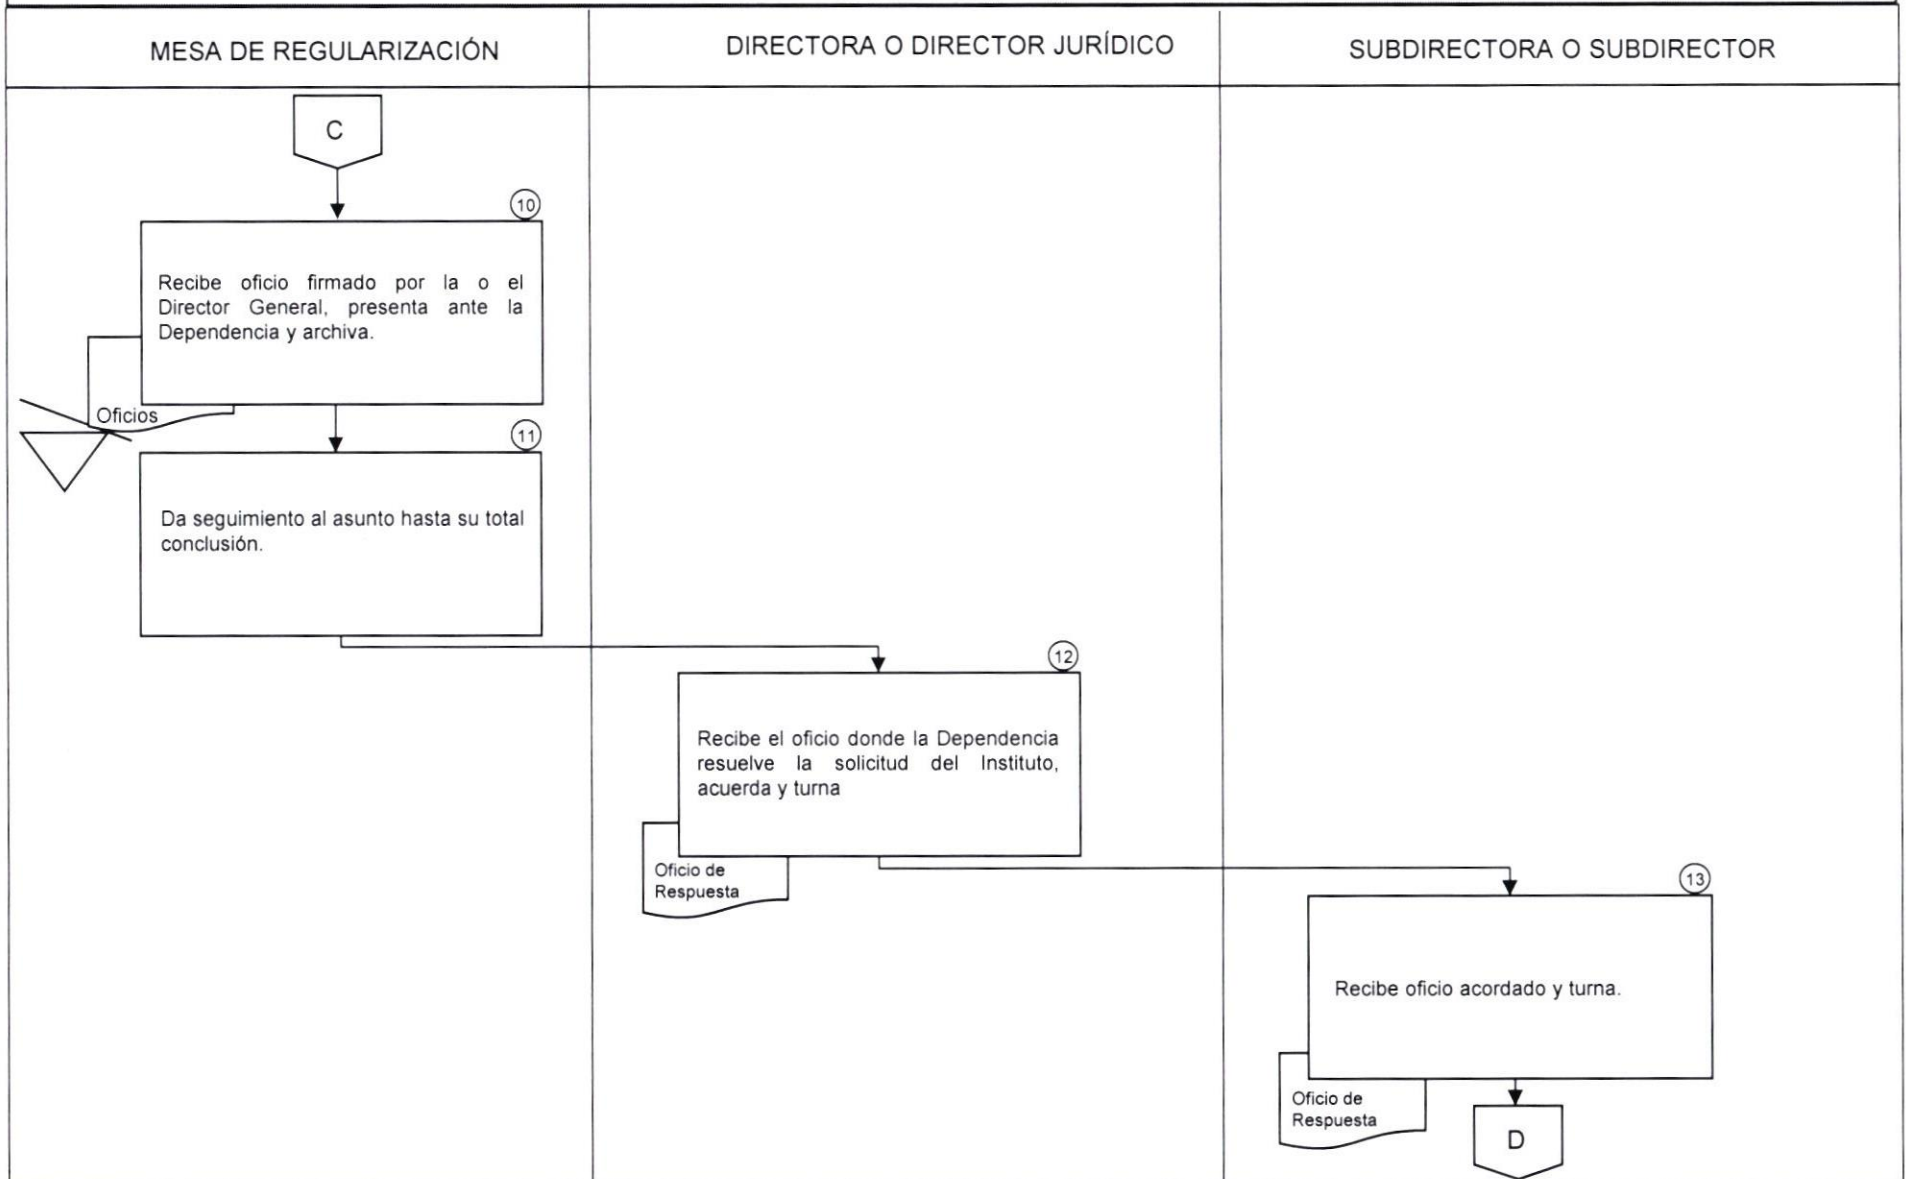 MESA DE REGULARIZACIÓN
DIRECTORA O DIRECTOR JURÍDICO
SUBDIRECTORA O SUBDIRECTOR
C
10
Recibe oficio firmado por la o el
Director General, presenta ante la
Dependencia y archiva.
Oficios
11
Da seguimiento al asunto hasta su total
conclusión.
12
Recibe el oficio donde la Dependencia
resuelve la solicitud del Instituto,
acuerda y turna
Oficio de
Respuesta
13
Recibe oficio acordado y turna.
Oficio de
Respuesta
D